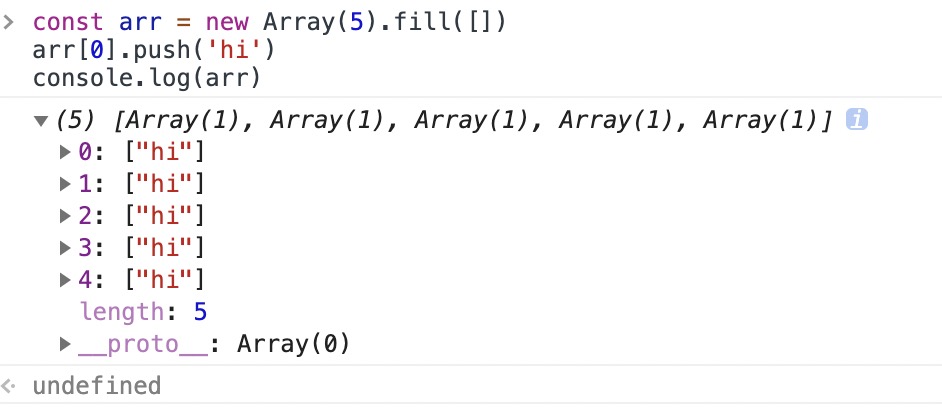 > const arr = new Array(5).fill([])
arr[0].push('hi')
console.log(arr)
▼ (5) [Array(1), Array(1), Array(1), Array(1), Array(1)] i
▶ 0: ["hi"]
▶ 1: ["hi"]
▶ 2: ["hi"]
▶ 3: ["hi"]
▶ 4: ["hi"]
length: 5
▶ __proto__: Array(0)
undefined